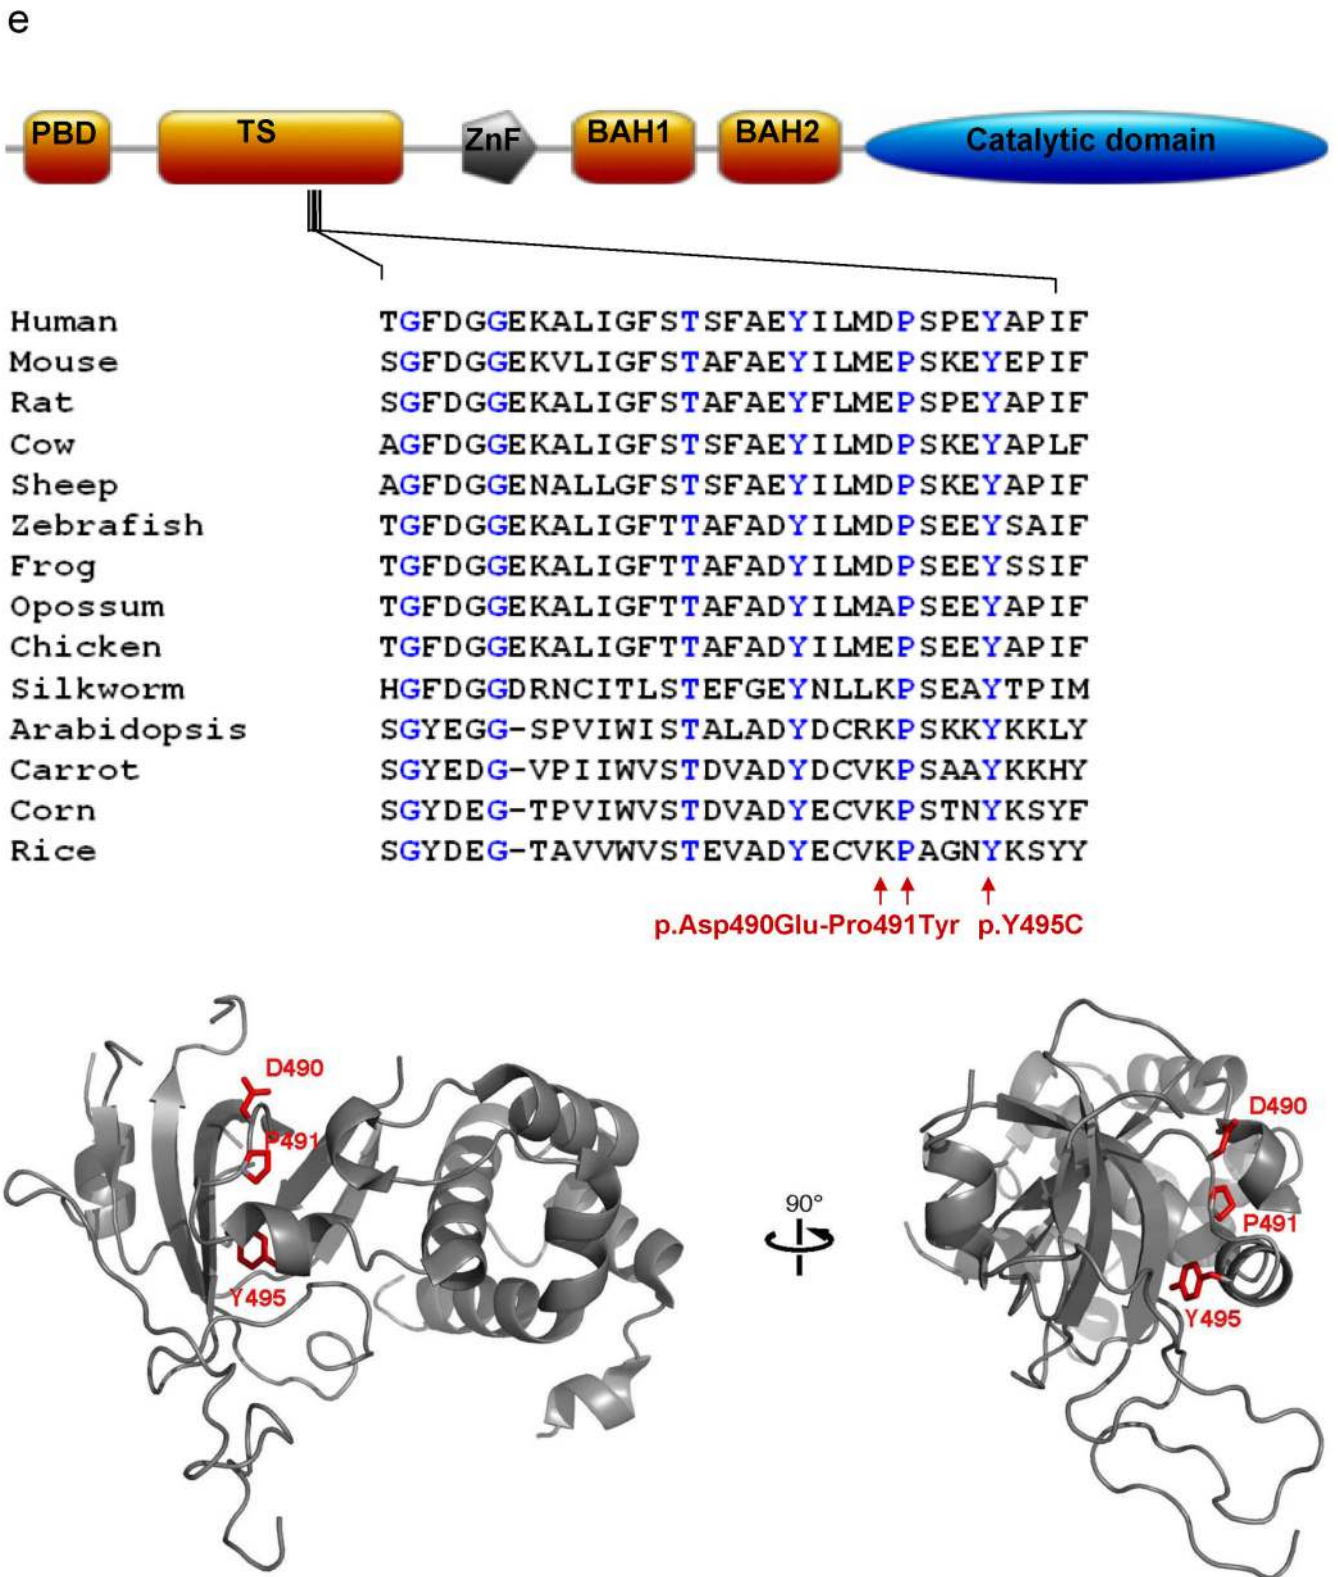 e
PBD TS ZnF BAH1 BAH2 Catalytic domain
Human TGFDGGEKALIGFSTSFAEYILMDPSPEYAPIF
Mouse SGFDGGEKVLIGFSTAFAEYILMEPSKEYEPIF
Rat SGFDGGEKALIGFSTAFAEYFLMEPSPEYAPIF
Cow AGFDGGEKALIGFSTSFAEYILMDPSKEYAPLF
Sheep AGFDGGENALLGFSTSFAEYILMDPSKEYAPIF
Zebrafish TGFDGGEKALIGFTTAFADYILMDPSEEYSAIF
Frog TGFDGGEKALIGFTTAFADYILMDPSEEYSSIF
Opossum TGFDGGEKALIGFTTAFADYILMAPSEEYAPIF
Chicken TGFDGGEKALIGFTTAFADYILMEPSEEYAPIF
Silkworm HGFDGGDRNCITLSTEFGEYNLLKPSEAYTPIM
Arabidopsis SGYEGG-SPVIWISTALADYDCRKPSKKYKKLY
Carrot SGYEDG-VPIIWVSTDVADYDCVKPSAAYKKHY
Corn SGYDEG-TPVIWVSTDVADYECVKPSTNYKSYF
Rice SGYDEG-TAVVWVSTEVADYECVKPAGNYKSYY
p.Asp490Glu-Pro491Tyr p.Y495C
D490
P491
Y495
90°
D490
P491
Y495